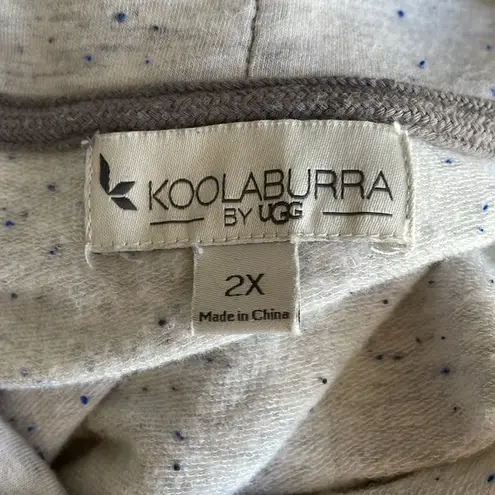 KOOLABURRA
BY UGG
2X
Made in China